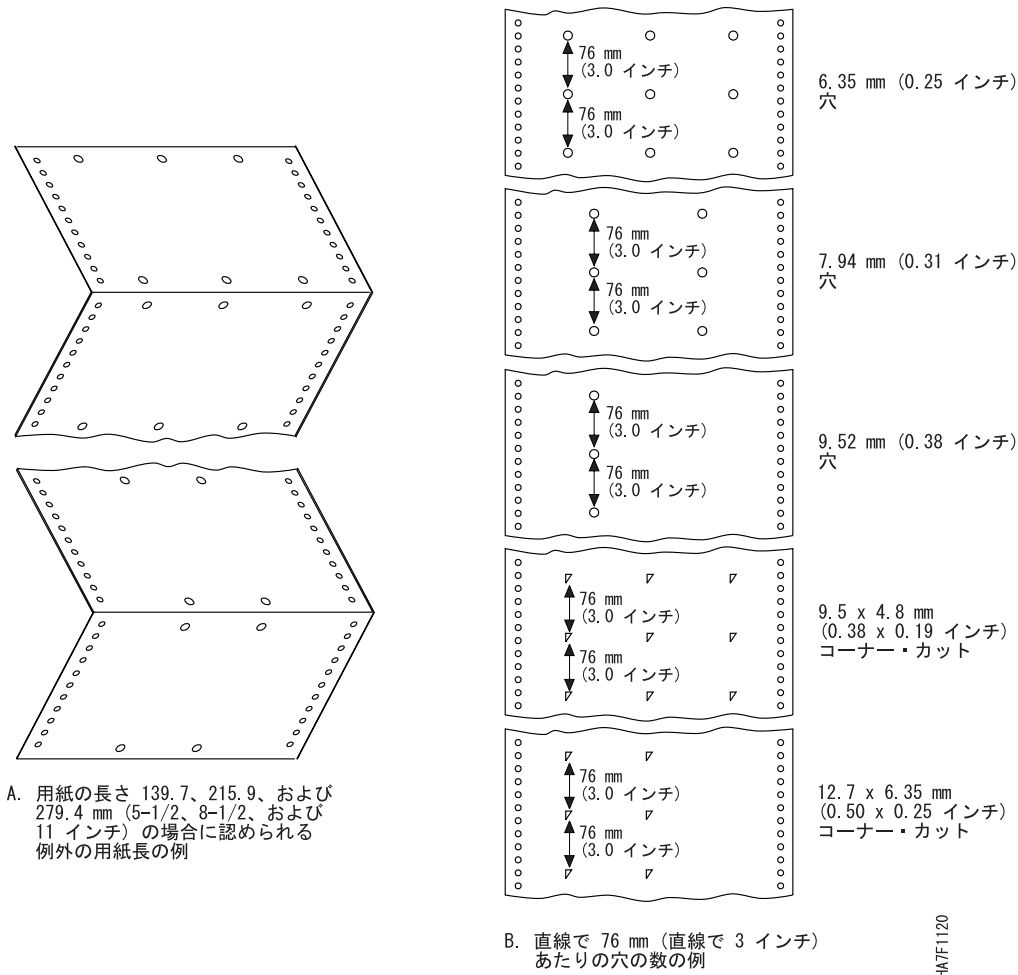 76 mm
(3.0 インチ)
76 mm
(3.0 インチ)
6.35 mm (0.25 インチ)
穴
76 mm
(3.0 インチ)
76 mm
(3.0 インチ)
7.94 mm (0.31 インチ)
穴
76 mm
(3.0 インチ)
76 mm
(3.0 インチ)
9.52 mm (0.38 インチ)
穴
76 mm
(3.0 インチ)
76 mm
(3.0 インチ)
9.5 x 4.8 mm
(0.38 x 0.19 インチ)
コーナー・カット
76 mm
(3.0 インチ)
76 mm
(3.0 インチ)
12.7 x 6.35 mm
(0.50 x 0.25 インチ)
コーナー・カット
A. 用紙の長さ 139.7、215.9、および
279.4 mm (5-1/2、8-1/2、および
11 インチ) の場合に認められる
例外の用紙長の例
B. 直線で 76 mm (直線で 3 インチ)
あたりの穴の数の例
HA7F1120